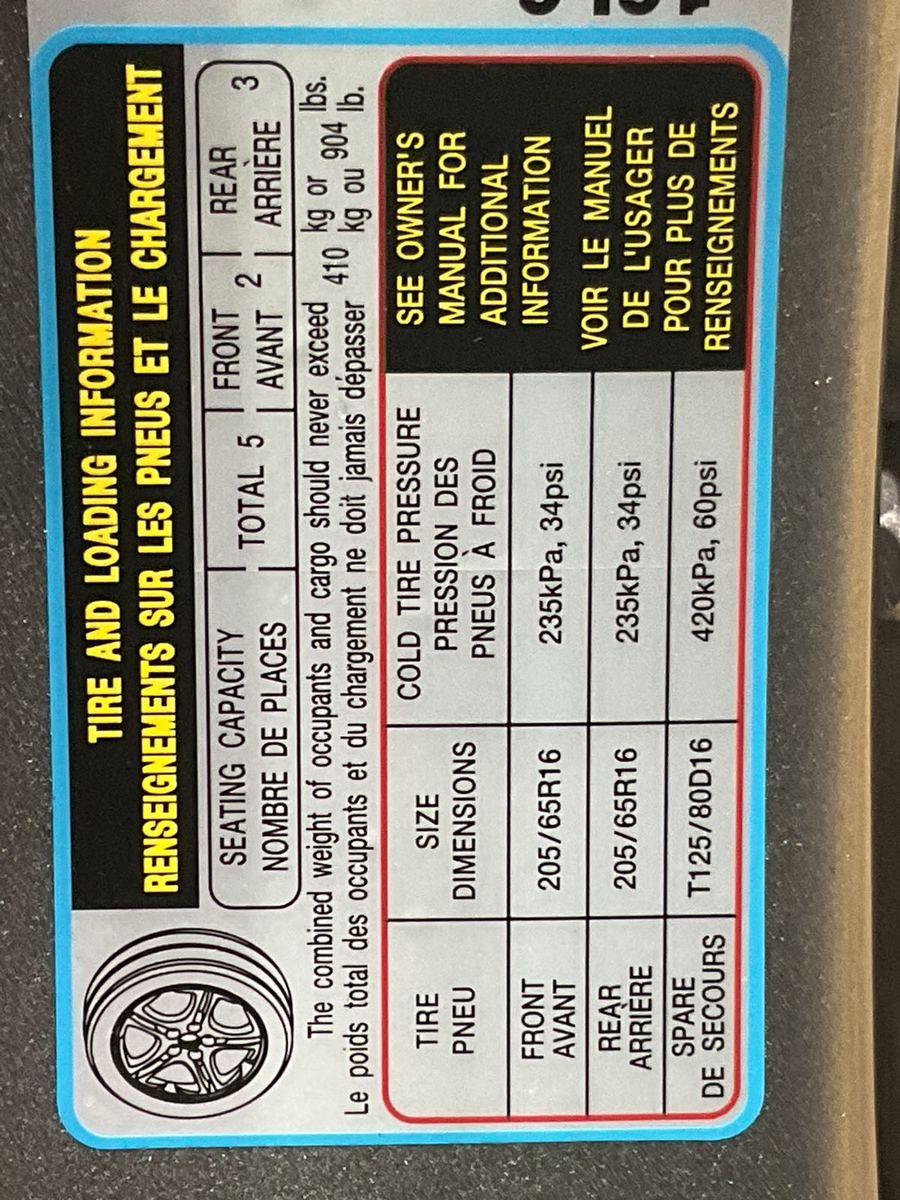 TIRE AND LOADING INFORMATION
RENSEIGNEMENTS SUR LES PNEUS ET LE CHARGEMENT
SEATING CAPACITY
NOMBRE DE PLACES
TOTAL 5
FRONT
AVANT 2
REAR
ARRIÈRE 3
The combined weight of occupants and cargo should never exceed 410 kg or 904 lbs.
Le poids total des occupants et du chargement ne doit jamais dépasser 410 kg ou 904 lb.
TIRE
PNEU
SIZE
DIMENSIONS
COLD TIRE PRESSURE
PRESSION DES
PNEUS À FROID
FRONT
AVANT
205/65R16
235kPa, 34psi
REAR
ARRIÈRE
205/65R16
235kPa, 34psi
SPARE
DE SECOURS
T125/80D16
420kPa, 60psi
SEE OWNER'S
MANUAL FOR
ADDITIONAL
INFORMATION
VOIR LE MANUEL
DE L'USAGER
POUR PLUS DE
RENSEIGNEMENTS